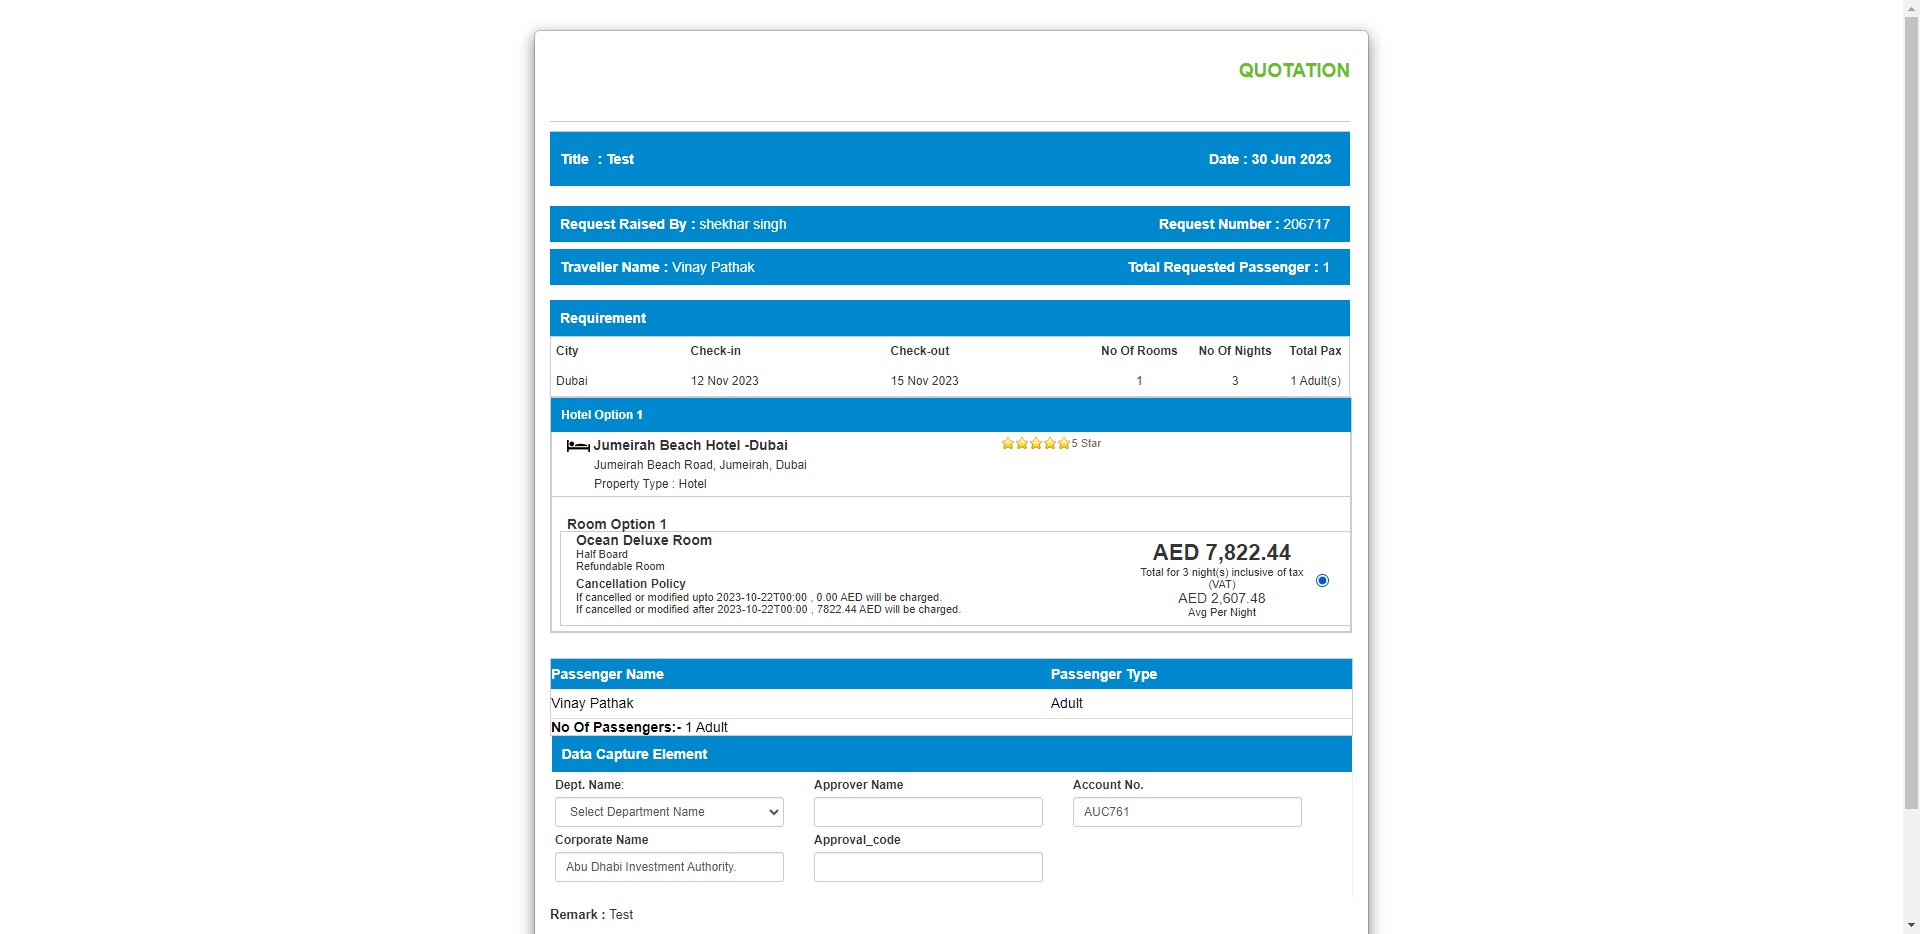 QUOTATION
Title : Test Date : 30 Jun 2023
Request Raised By : shekhar singh Request Number : 206717
Traveller Name : Vinay Pathak Total Requested Passenger : 1
Requirement
City Check-in Check-out No Of Rooms No Of Nights Total Pax
Dubai 12 Nov 2023 15 Nov 2023 1 3 1 Adult(s)
Hotel Option 1
Jumeirah Beach Hotel -Dubai 5 Star
Jumeirah Beach Road, Jumeirah, Dubai
Property Type : Hotel
Room Option 1
Ocean Deluxe Room
Half Board
Refundable Room
Cancellation Policy
If cancelled or modified upto 2023-10-22T00:00 , 0.00 AED will be charged.
If cancelled or modified after 2023-10-22T00:00 , 7822.44 AED will be charged.
AED 7,822.44
Total for 3 night(s) inclusive of tax
(VAT)
AED 2,607.48
Avg Per Night
Passenger Name Passenger Type
Vinay Pathak Adult
No Of Passengers:- 1 Adult
Data Capture Element
Dept. Name: Approver Name Account No.
Select Department Name AUC761
Corporate Name Approval_code
Abu Dhabi Investment Authority.
Remark : Test